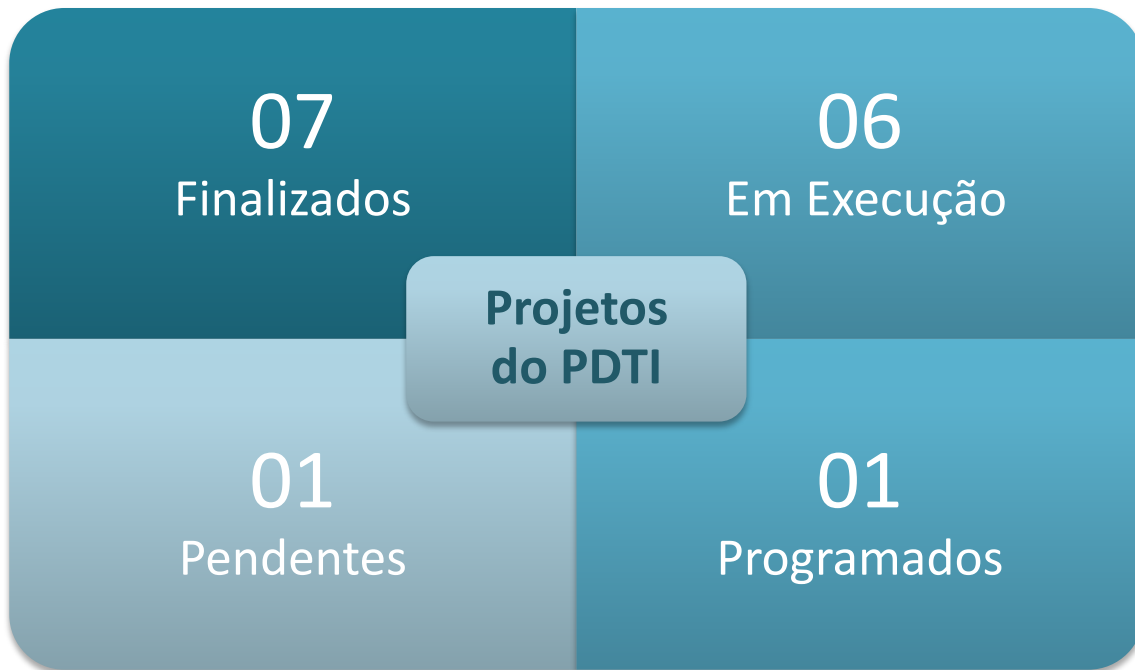 07
Finalizados
06
Em Execução
Projetos
do PDTI
01
Pendentes
01
Programados